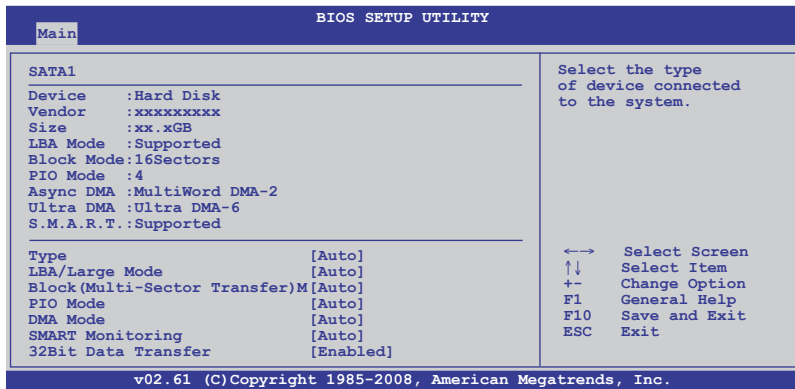 BIOS SETUP UTILITY
Main
SATA1
Device :Hard Disk
Vendor :xxxxxxxxx
Size :xx.xGB
LBA Mode :Supported
Block Mode:16Sectors
PIO Mode :4
Async DMA :MultiWord DMA-2
Ultra DMA :Ultra DMA-6
S.M.A.R.T.:Supported
Type [Auto]
LBA/Large Mode [Auto]
Block(Multi-Sector Transfer)M[Auto]
PIO Mode [Auto]
DMA Mode [Auto]
SMART Monitoring [Auto]
32Bit Data Transfer [Enabled]
Select the type
of device connected
to the system.
←→ Select Screen
↑↓ Select Item
+- Change Option
F1 General Help
F10 Save and Exit
ESC Exit
v02.61 (C)Copyright 1985-2008, American Megatrends, Inc.